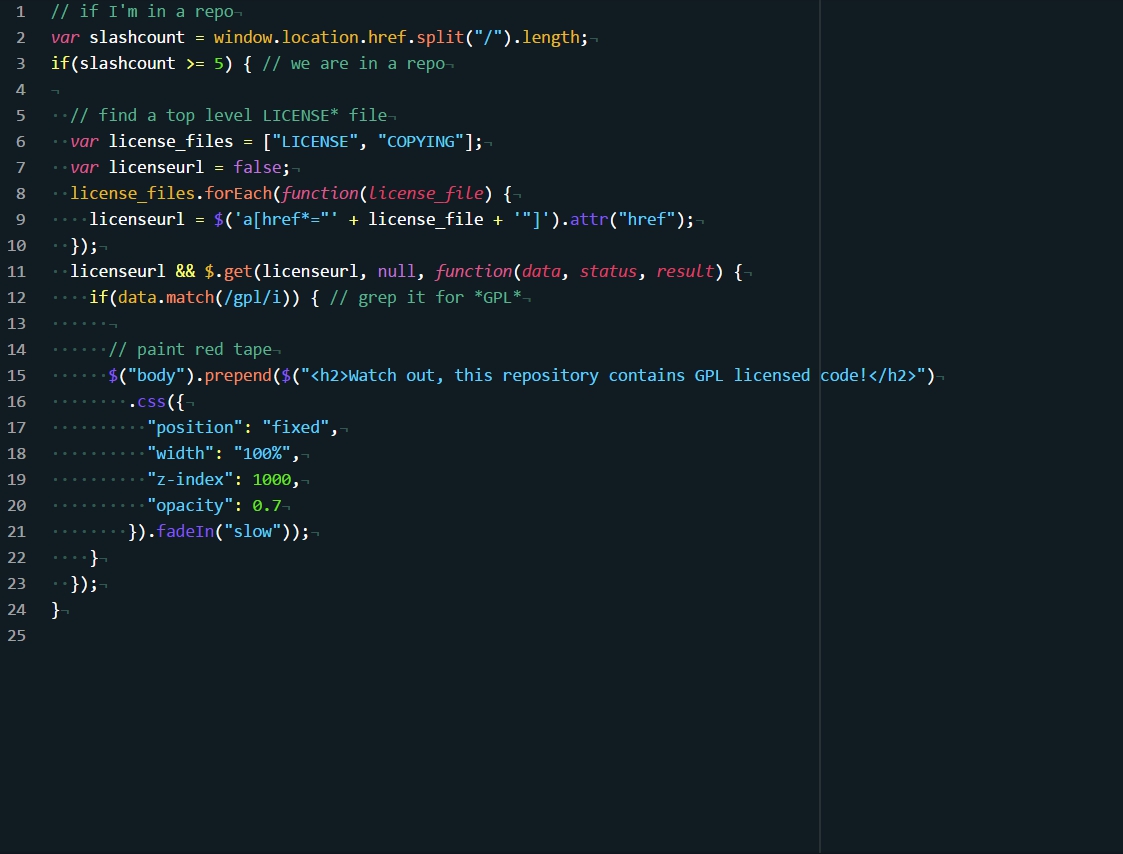 1 // if I'm in a repo¬
2 var slashcount = window.location.href.split("/").length;¬
3 if(slashcount >= 5) { // we are in a repo¬
4 ¬
5 ··// find a top level LICENSE* file¬
6 ··var license_files = ["LICENSE", "COPYING"];¬
7 ··var licenseurl = false;¬
8 ··license_files.forEach(function(license_file) {¬
9 ····licenseurl = $('a[href*="' + license_file + '"]').attr("href");¬
10 ··});¬
11 ··licenseurl && $.get(licenseurl, null, function(data, status, result) {¬
12 ····if(data.match(/gpl/i)) { // grep it for *GPL*¬
13 ······¬
14 ······// paint red tape¬
15 ······$("body").prepend($("<h2>Watch out, this repository contains GPL licensed code!</h2>")¬
16 ········.css({¬
17 ··········"position": "fixed",¬
18 ··········"width": "100%",¬
19 ··········"z-index": 1000,¬
20 ··········"opacity": 0.7¬
21 ········}).fadeIn("slow"));¬
22 ····}¬
23 ··});¬
24 }¬
25